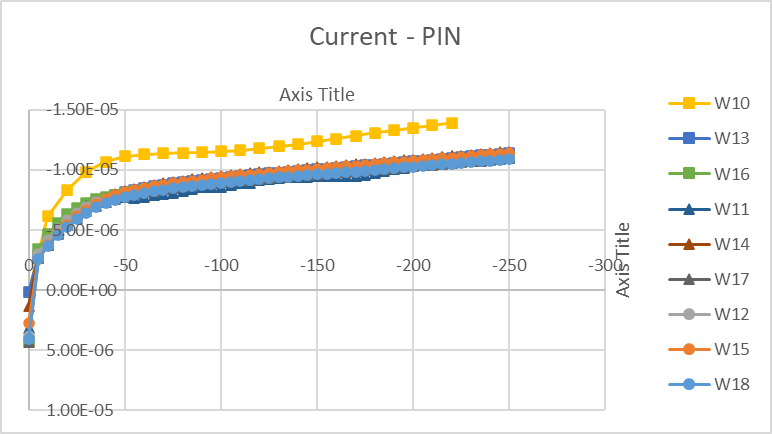 Current - PIN
Axis Title
-1.50E-05
-1.00E-05
-5.00E-06
0 -50 -100 -150 -200 -250 -300
0.00E+00
5.00E-06
1.00E-05
Axis Title
W10
W13
W16
W11
W14
W17
W12
W15
W18